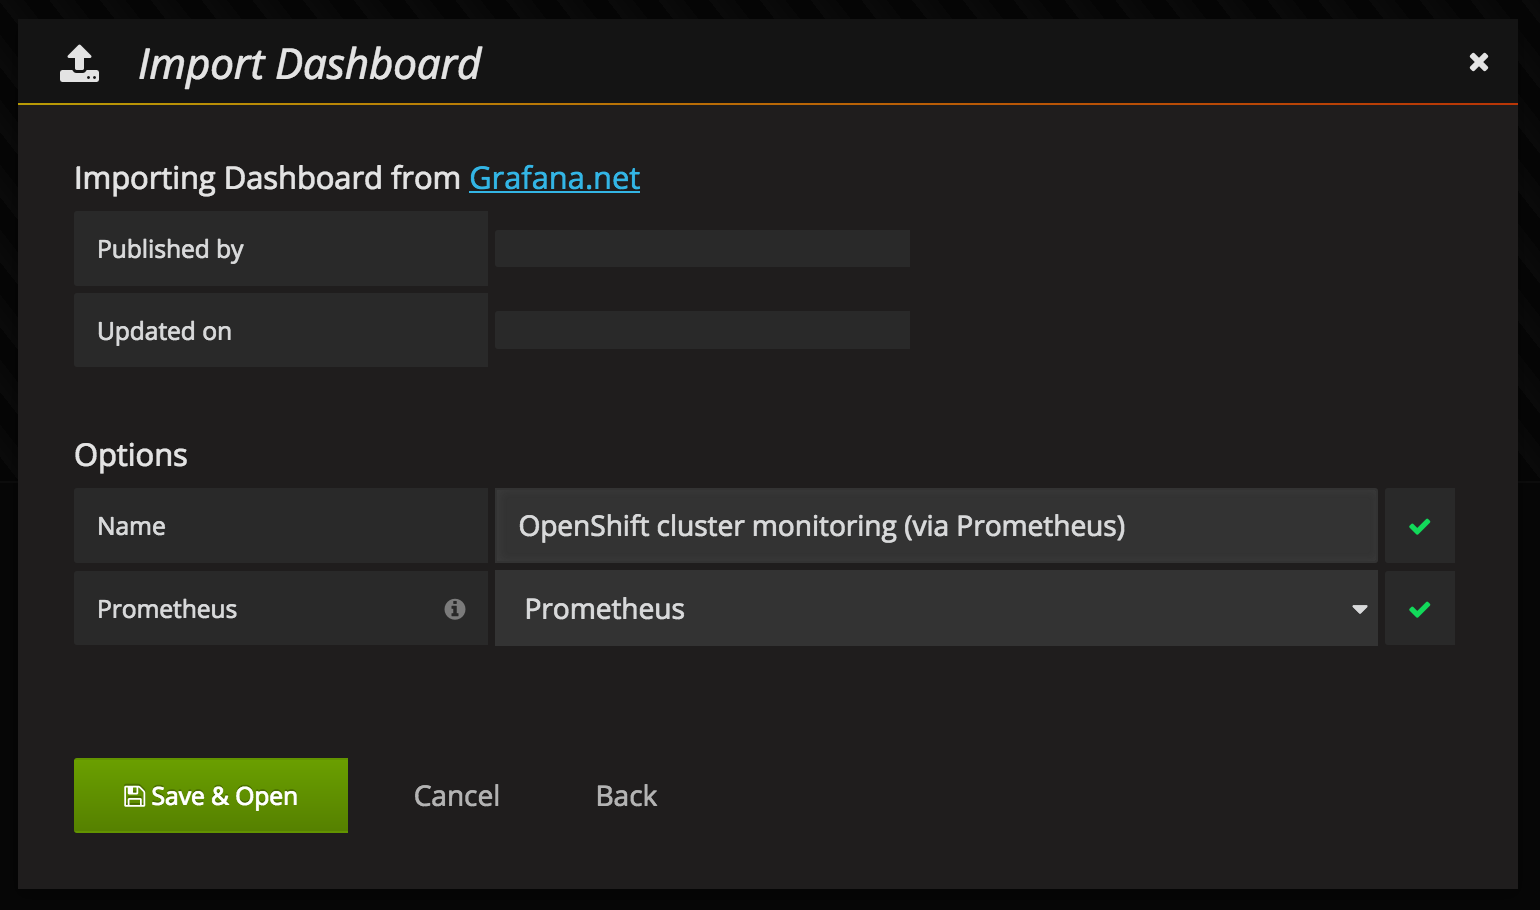 Import Dashboard
Importing Dashboard from Grafana.net
Published by
Updated on
Options
Name
OpenShift cluster monitoring (via Prometheus)
Prometheus
Prometheus
Save & Open
Cancel
Back